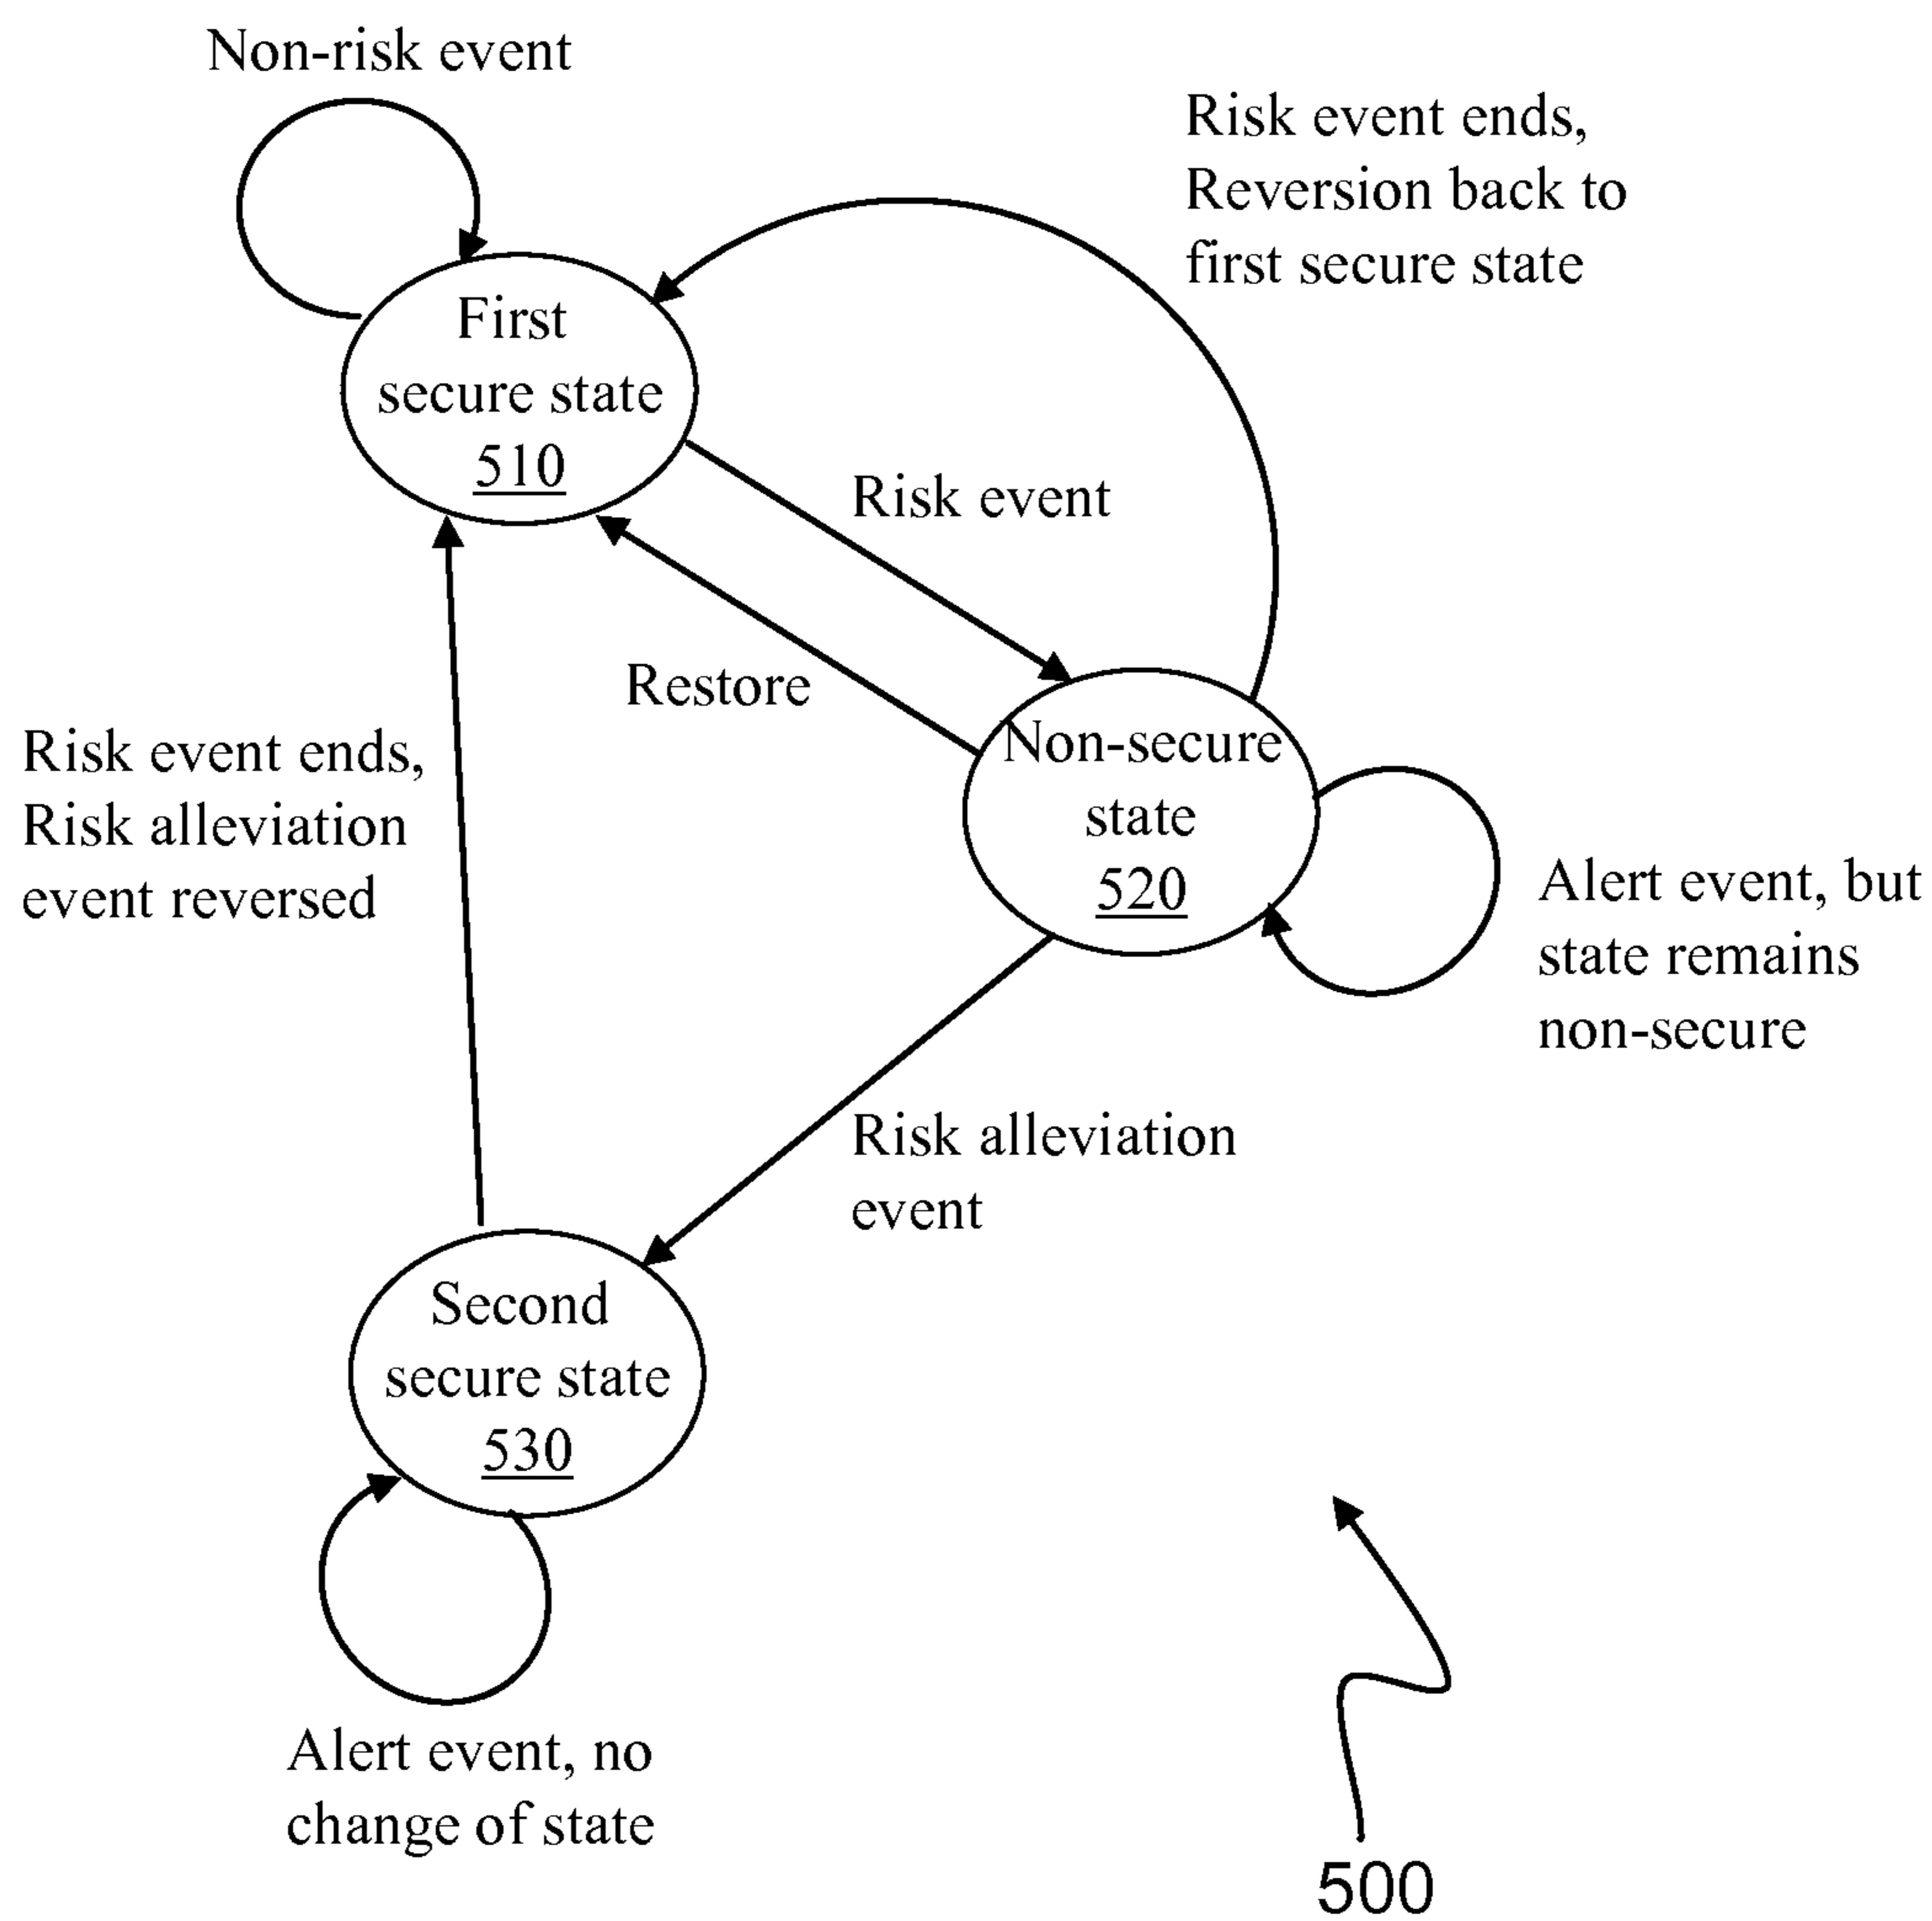 Non-risk event
Risk event ends,
Reversion back to
first secure state
First
secure state
510
Risk event
Restore
Non-secure
state
520
Risk event ends,
Risk alleviation
event reversed
Alert event, but
state remains
non-secure
Risk alleviation
event
Second
secure state
530
Alert event, no
change of state
500